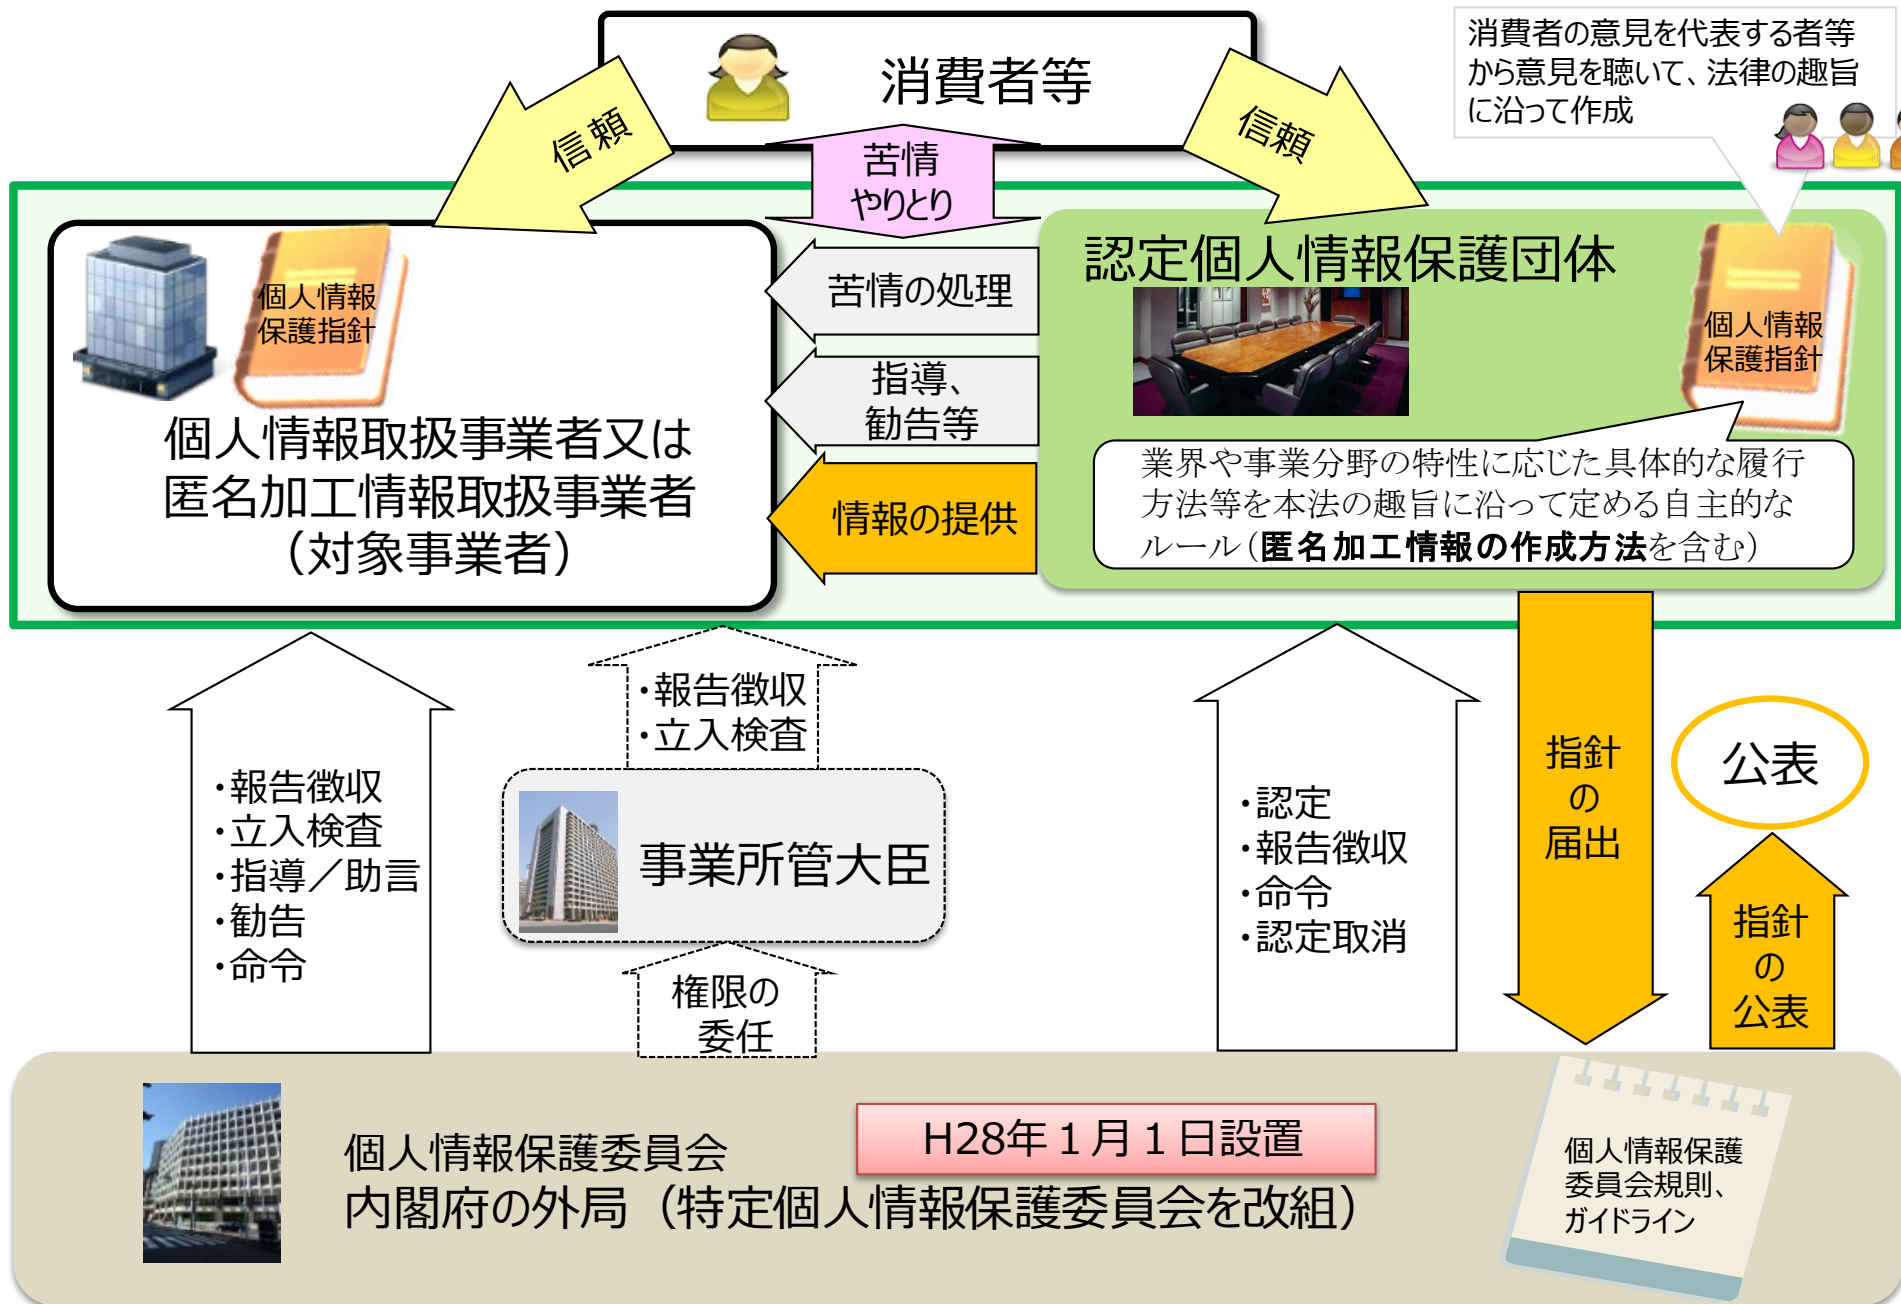 消費者等
消費者の意見を代表する者等
から意見を聴いて、法律の趣旨
に沿って作成
信頼
信頼
苦情
やりとり
個人情報
保護指針
個人情報取扱事業者又は
匿名加工情報取扱事業者
（対象事業者）
苦情の処理
指導、
勧告等
情報の提供
認定個人情報保護団体
個人情報
保護指針
業界や事業分野の特性に応じた具体的な履行
方法等を本法の趣旨に沿って定める自主的な
ルール（匿名加工情報の作成方法を含む）
・報告徴収
・立入検査
・指導／助言
・勧告
・命令
・報告徴収
・立入検査
事業所管大臣
権限の
委任
・認定
・報告徴収
・命令
・認定取消
指針
の
届出
公表
指針
の
公表
個人情報保護委員会
H28年１月１日設置
内閣府の外局（特定個人情報保護委員会を改組）
個人情報保護
委員会規則、
ガイドライン